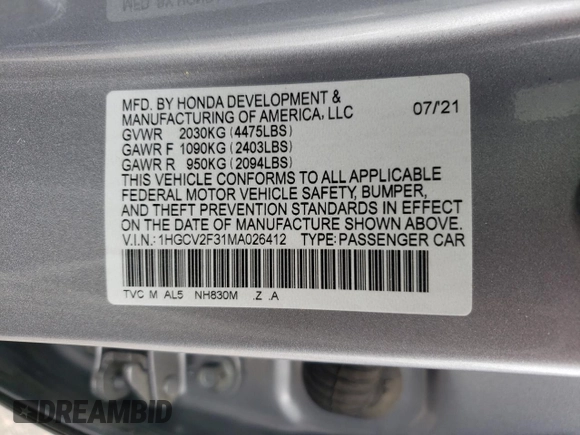 MFD. BY HONDA DEVELOPMENT &
MANUFACTURING OF AMERICA, LLC 07/21
GVWR 2030KG (4475LBS)
GAWR F 1090KG (2403LBS)
GAWR R 950KG (2094LBS)
THIS VEHICLE CONFORMS TO ALL APPLICABLE
FEDERAL MOTOR VEHICLE SAFETY, BUMPER,
AND THEFT PREVENTION STANDARDS IN EFFECT
ON THE DATE OF MANUFACTURE SHOWN ABOVE.
V.I.N.: 1HGCV2F31MA026412 TYPE: PASSENGER CAR
TVC M AL5 NH830M .Z .A
DREAMBID